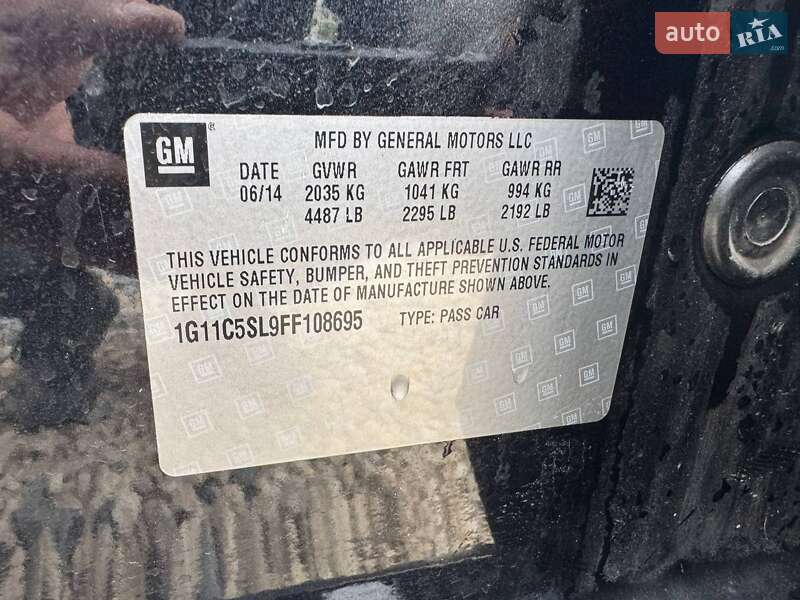 auto RIA.com
GM
MFD BY GENERAL MOTORS LLC
DATE GVWR GAWR FRT GAWR RR
06/14 2035 KG 1041 KG 994 KG
4487 LB 2295 LB 2192 LB
THIS VEHICLE CONFORMS TO ALL APPLICABLE U.S. FEDERAL MOTOR
VEHICLE SAFETY, BUMPER, AND THEFT PREVENTION STANDARDS IN
EFFECT ON THE DATE OF MANUFACTURE SHOWN ABOVE.
1G11C5SL9FF108695 TYPE: PASS CAR